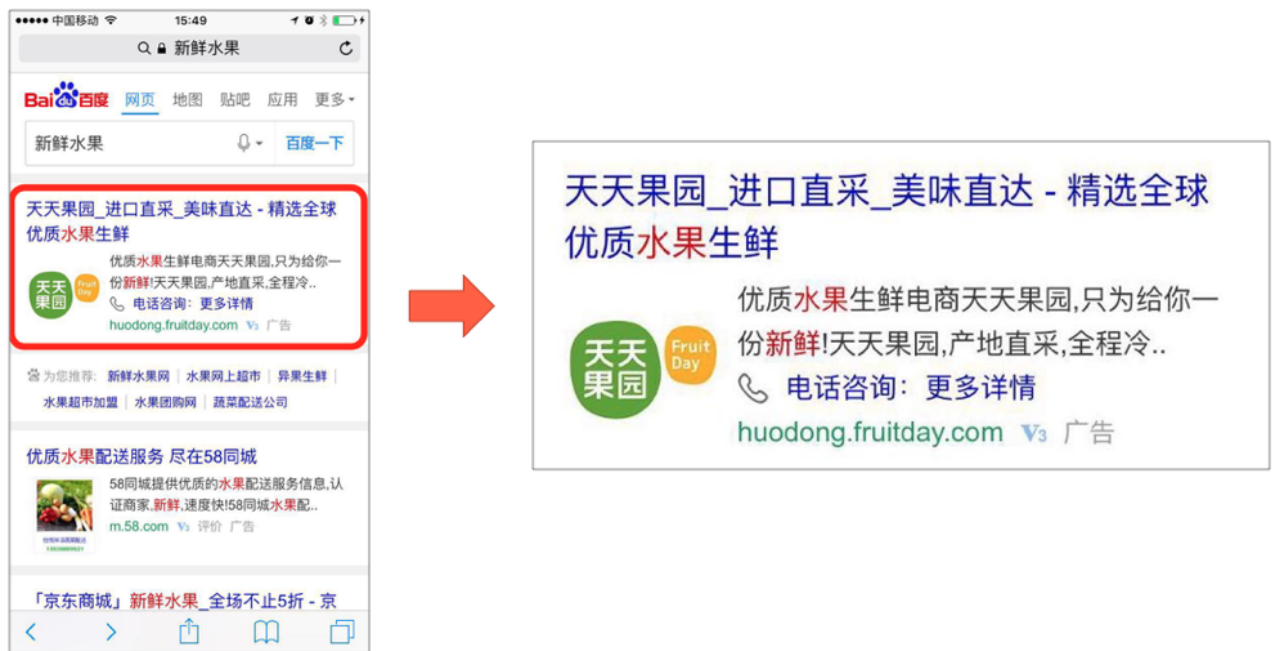 中国移动 15:49
新鲜水果
Bai du 百度 网页 地图 贴吧 应用 更多
新鲜水果 百度一下
天天果园_进口直采_美味直达 - 精选全球
优质水果生鲜
天天果园 Fruit Day
优质水果生鲜电商天天果园,只为给你一
份新鲜!天天果园,产地直采,全程冷..
电话咨询：更多详情
huodong.fruitday.com V3 广告
为您推荐: 新鲜水果网 | 水果网上超市 | 异果生鲜 |
水果超市加盟 | 水果团购网 | 蔬菜配送公司
优质水果配送服务 尽在58同城
58同城提供优质的水果配送服务信息,认
证商家,新鲜,速度快!58同城水果配..
m.58.com V3 评价 广告
「京东商城」新鲜水果_全场不止5折 - 京
天天果园_进口直采_美味直达 - 精选全球
优质水果生鲜
天天
果园
Fruit
Day
优质水果生鲜电商天天果园,只为给你一
份新鲜!天天果园,产地直采,全程冷..
电话咨询：更多详情
huodong.fruitday.com V3 广告